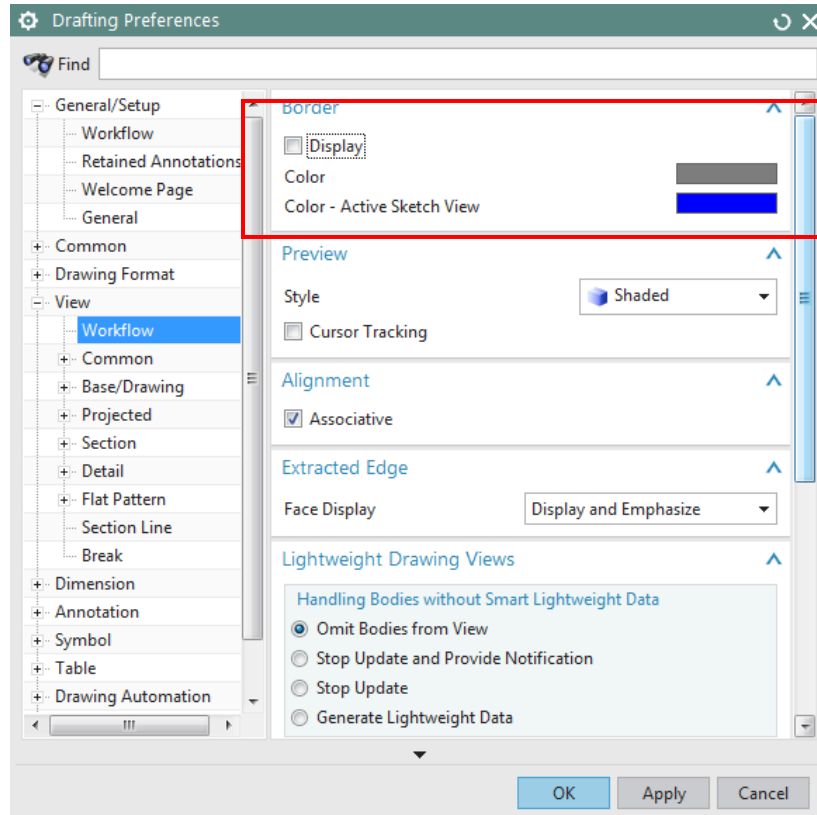 Drafting Preferences
Find
General/Setup
Workflow
Retained Annotations
Welcome Page
General
Common
Drawing Format
View
Workflow
Common
Base/Drawing
Projected
Section
Detail
Flat Pattern
Section Line
Break
Dimension
Annotation
Symbol
Table
Drawing Automation
Border
Display
Color
Color - Active Sketch View
Preview
Style Shaded
Cursor Tracking
Alignment
Associative
Extracted Edge
Face Display Display and Emphasize
Lightweight Drawing Views
Handling Bodies without Smart Lightweight Data
Omit Bodies from View
Stop Update and Provide Notification
Stop Update
Generate Lightweight Data
OK Apply Cancel